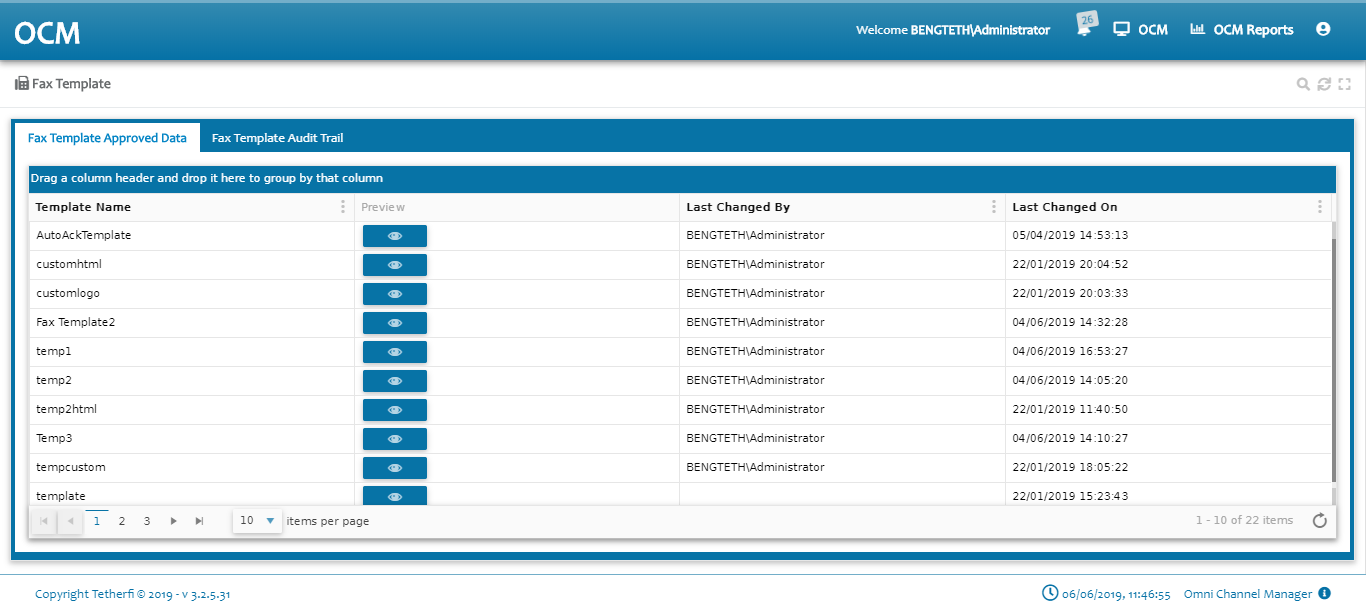 OCM
Welcome BENGTETH\Administrator
26
OCM
OCM Reports
Fax Template
Fax Template Approved Data
Fax Template Audit Trail
Drag a column header and drop it here to group by that column
Template Name Preview Last Changed By Last Changed On
AutoAckTemplate BENGTETH\Administrator 05/04/2019 14:53:13
customhtml BENGTETH\Administrator 22/01/2019 20:04:52
customlogo BENGTETH\Administrator 22/01/2019 20:03:33
Fax Template2 BENGTETH\Administrator 04/06/2019 14:32:28
temp1 BENGTETH\Administrator 04/06/2019 16:53:27
temp2 BENGTETH\Administrator 04/06/2019 14:05:20
temp2html BENGTETH\Administrator 22/01/2019 11:40:50
Temp3 BENGTETH\Administrator 04/06/2019 14:10:27
tempcustom BENGTETH\Administrator 22/01/2019 18:05:22
template 22/01/2019 15:23:43
1 2 3 10 items per page 1 - 10 of 22 items
Copyright Tetherfi © 2019 - v 3.2.5.31
06/06/2019, 11:46:55 Omni Channel Manager